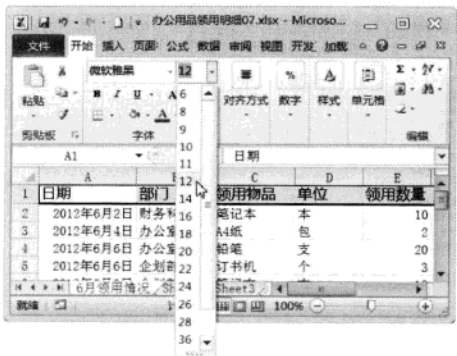 办公用品领用明细07.xlsx - Microso...
文件 开始 插入 页面 公式 数据 审阅 视图 开发 加载
微软雅黑 12
粘贴 B I U A 对齐方式 数字 样式 单元格
剪贴板 字体 编辑
6
8
9
10
11
12
14
16
18
20
22
24
26
28
36
A1 日期
A D E
1 日期 部门 领用物品 单位 领用数量
2 2012年6月2日 财务科 笔记本 本 10
3 2012年6月4日 办公室 A4纸 包 2
4 2012年6月6日 办公室 铅笔 支 20
5 2012年6月6日 企划部 订书机 个 3
6月领用情况 Sh Sheet3
就绪 100%